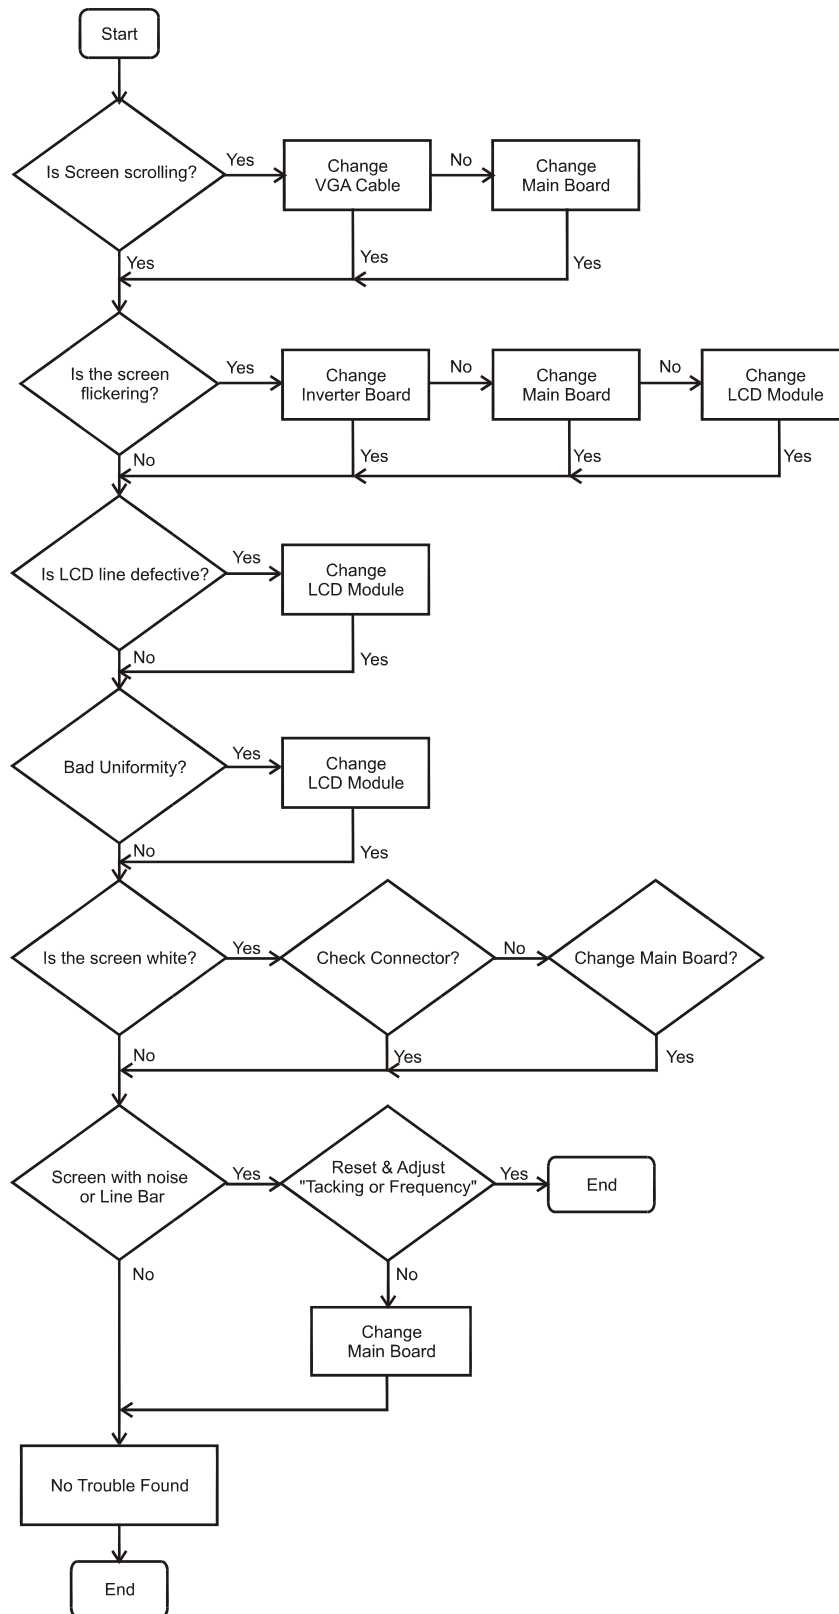 Start
Is Screen scrolling?
Yes
Change
VGA Cable
No
Change
Main Board
Yes
Yes
Yes
Is the screen
flickering?
Yes
Change
Inverter Board
No
Change
Main Board
No
Change
LCD Module
No
Yes
Yes
Yes
Is LCD line defective?
Yes
Change
LCD Module
No
Yes
Bad Uniformity?
Yes
Change
LCD Module
No
Yes
Is the screen white?
Yes
Check Connector?
No
Change Main Board?
No
Yes
Yes
Screen with noise
or Line Bar
Yes
Reset & Adjust
"Tacking or Frequency"
Yes
End
No
No
Change
Main Board
No Trouble Found
End